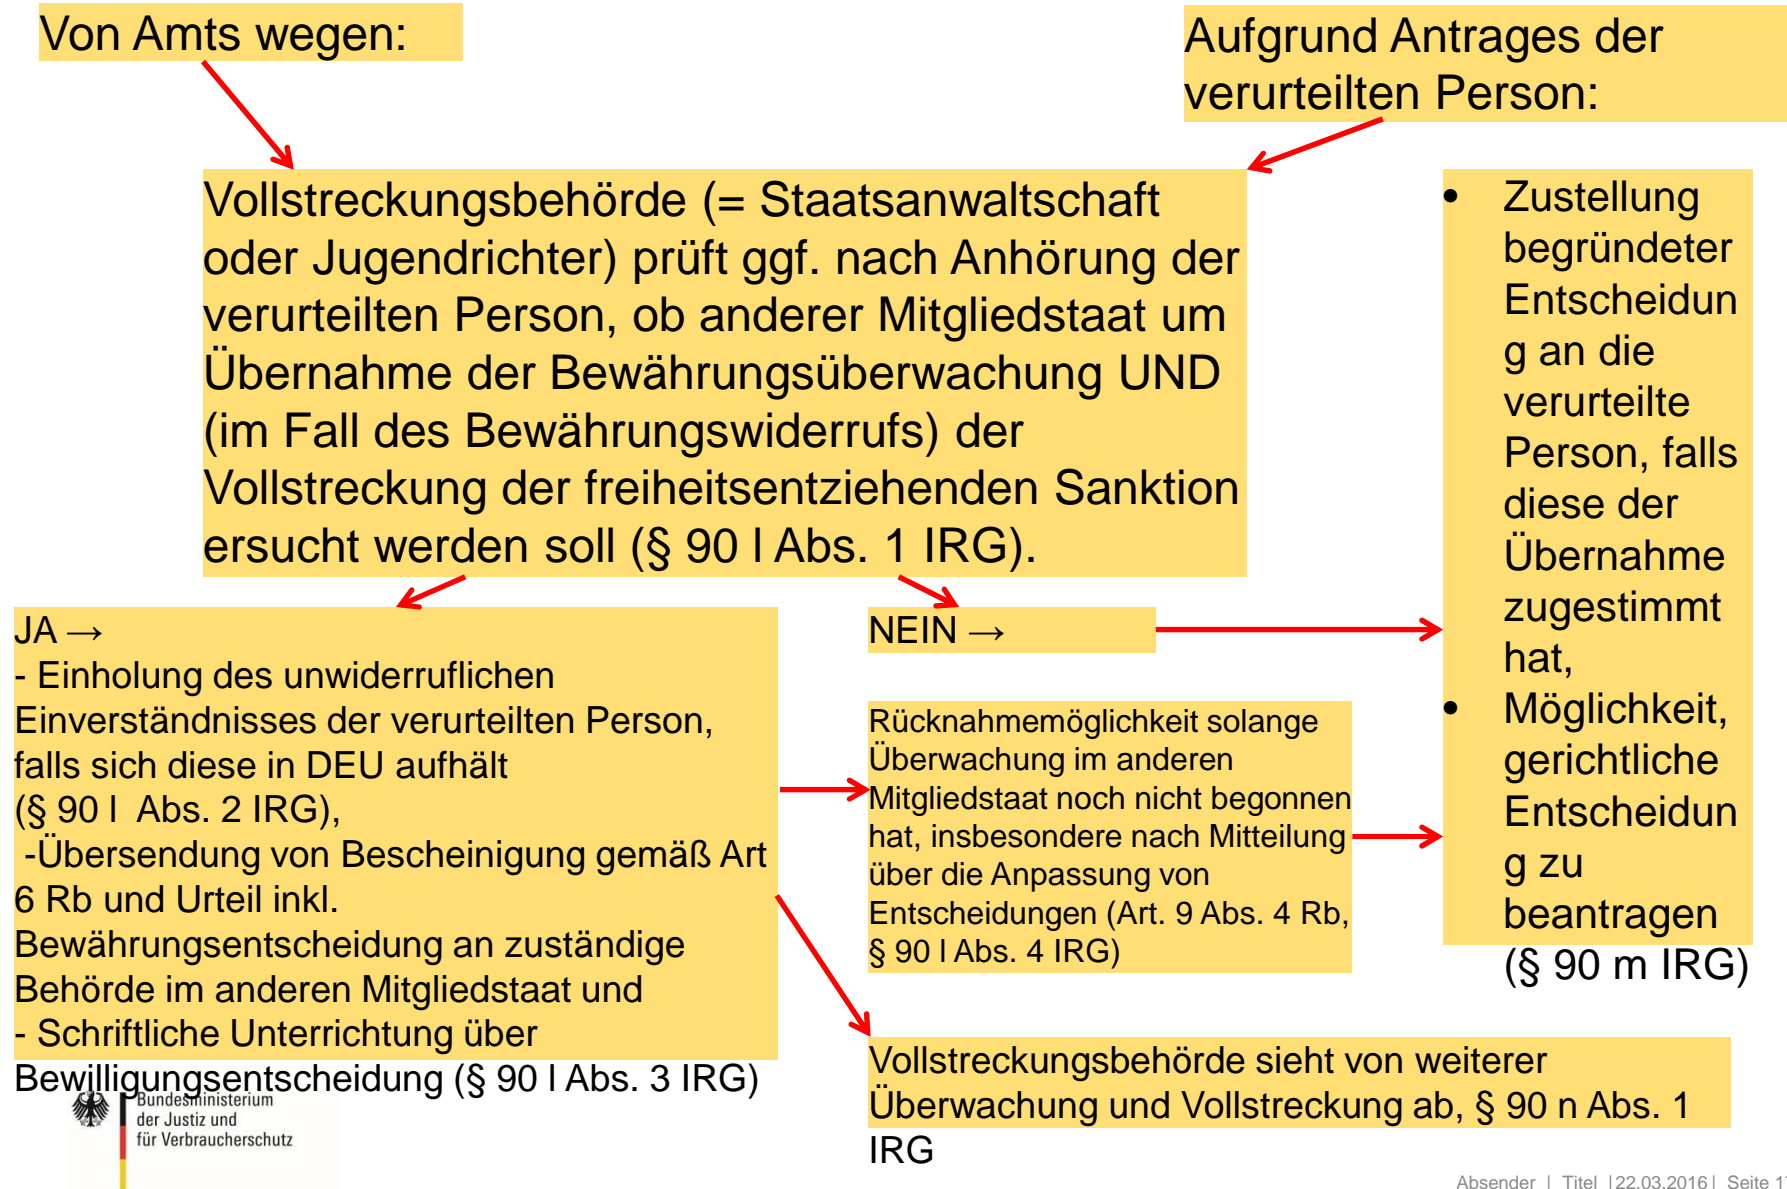 Von Amts wegen:
Aufgrund Antrages der
verurteilten Person:
Vollstreckungsbehörde (= Staatsanwaltschaft
oder Jugendrichter) prüft ggf. nach Anhörung der
verurteilten Person, ob anderer Mitgliedstaat um
Übernahme der Bewährungsüberwachung UND
(im Fall des Bewährungswiderrufs) der
Vollstreckung der freiheitsentziehenden Sanktion
ersucht werden soll (§ 90 l Abs. 1 IRG).
JA →
- Einholung des unwiderruflichen
Einverständnisses der verurteilten Person,
falls sich diese in DEU aufhält
(§ 90 l Abs. 2 IRG),
-Übersendung von Bescheinigung gemäß Art
6 Rb und Urteil inkl.
Bewährungsentscheidung an zuständige
Behörde im anderen Mitgliedstaat und
- Schriftliche Unterrichtung über
Bewilligungsentscheidung (§ 90 l Abs. 3 IRG)
NEIN →
Rücknahmemöglichkeit solange
Überwachung im anderen
Mitgliedstaat noch nicht begonnen
hat, insbesondere nach Mitteilung
über die Anpassung von
Entscheidungen (Art. 9 Abs. 4 Rb,
§ 90 l Abs. 4 IRG)
• Zustellung
begründeter
Entscheidun
g an die
verurteilte
Person, falls
diese der
Übernahme
zugestimmt
hat,
• Möglichkeit,
gerichtliche
Entscheidun
g zu
beantragen
(§ 90 m IRG)
Vollstreckungsbehörde sieht von weiterer
Überwachung und Vollstreckung ab, § 90 n Abs. 1
IRG
Bundesministerium
der Justiz und
für Verbraucherschutz
Absender | Titel | 22.03.2016 | Seite 17